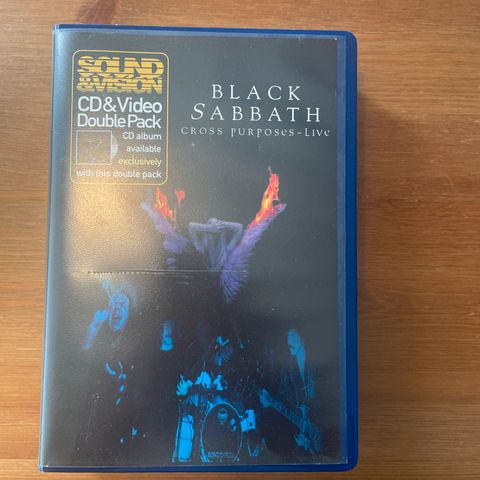 SOUND
&VISION
CD&Video
Double Pack
CD album
available
exclusively
with this double pack
BLACK
SABBATH
CROSS PURPOSES-LIVE